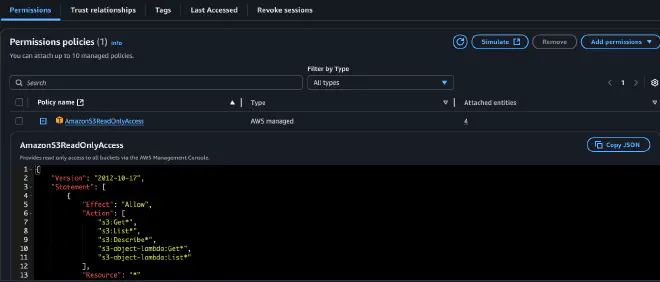 Permissions Trust relationships Tags Last Accessed Revoke sessions
Permissions policies (1) Info
Simulate Remove Add permissions
You can attach up to 10 managed policies.
Filter by Type
Search All types 1
Policy name Type Attached entities
AmazonS3ReadOnlyAccess AWS managed 4
AmazonS3ReadOnlyAccess Copy JSON
Provides read only access to all buckets via the AWS Management Console.
1 {
2 "Version": "2012-10-17",
3 "Statement": [
4 {
5 "Effect": "Allow",
6 "Action": [
7 "s3:Get*",
8 "s3:List*",
9 "s3:Describe*",
10 "s3-object-lambda:Get*",
11 "s3-object-lambda:List*"
12 ],
13 "Resource": "*"